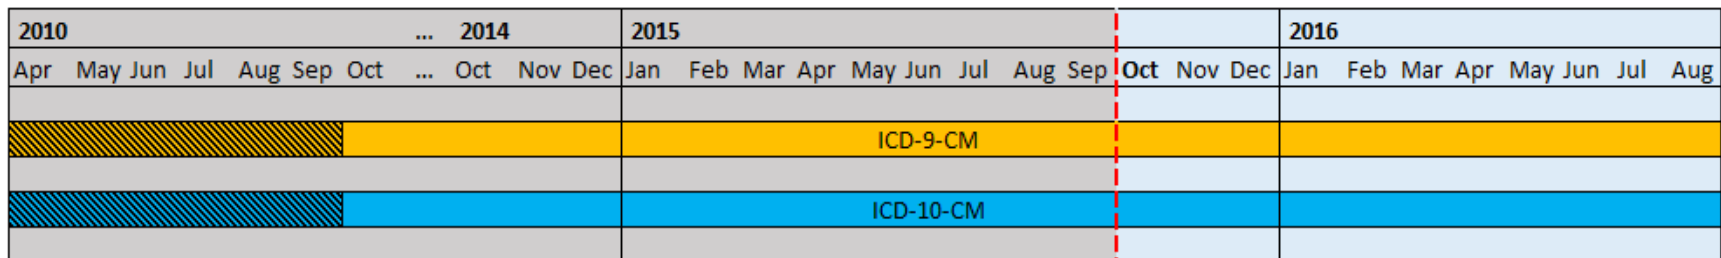 2010 ... 2014 2015 2016
Apr May Jun Jul Aug Sep Oct ... Oct Nov Dec Jan Feb Mar Apr May Jun Jul Aug Sep Oct Nov Dec Jan Feb Mar Apr May Jun Jul Aug
ICD-9-CM
ICD-10-CM